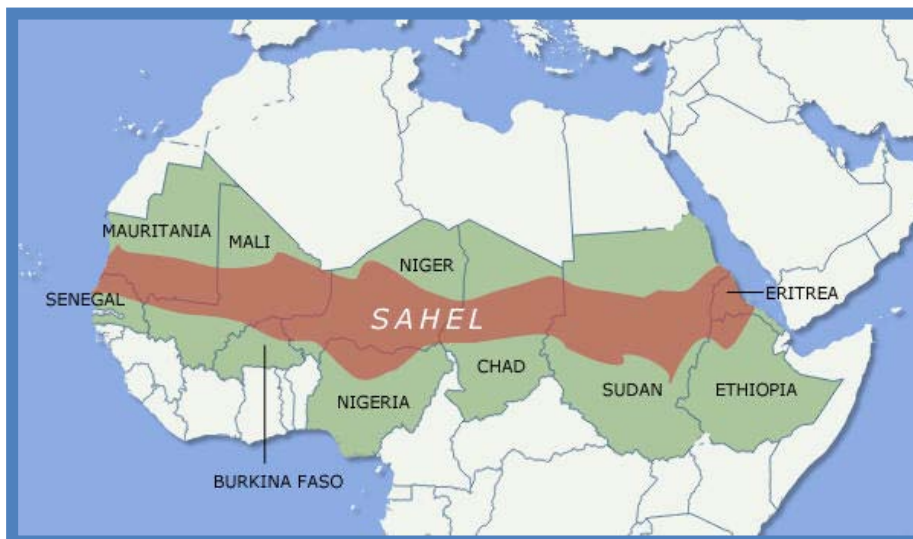 MAURITANIA
MALI
NIGER
ERITREA
SENEGAL
SAHEL
CHAD
NIGERIA
SUDAN
ETHIOPIA
BURKINA FASO